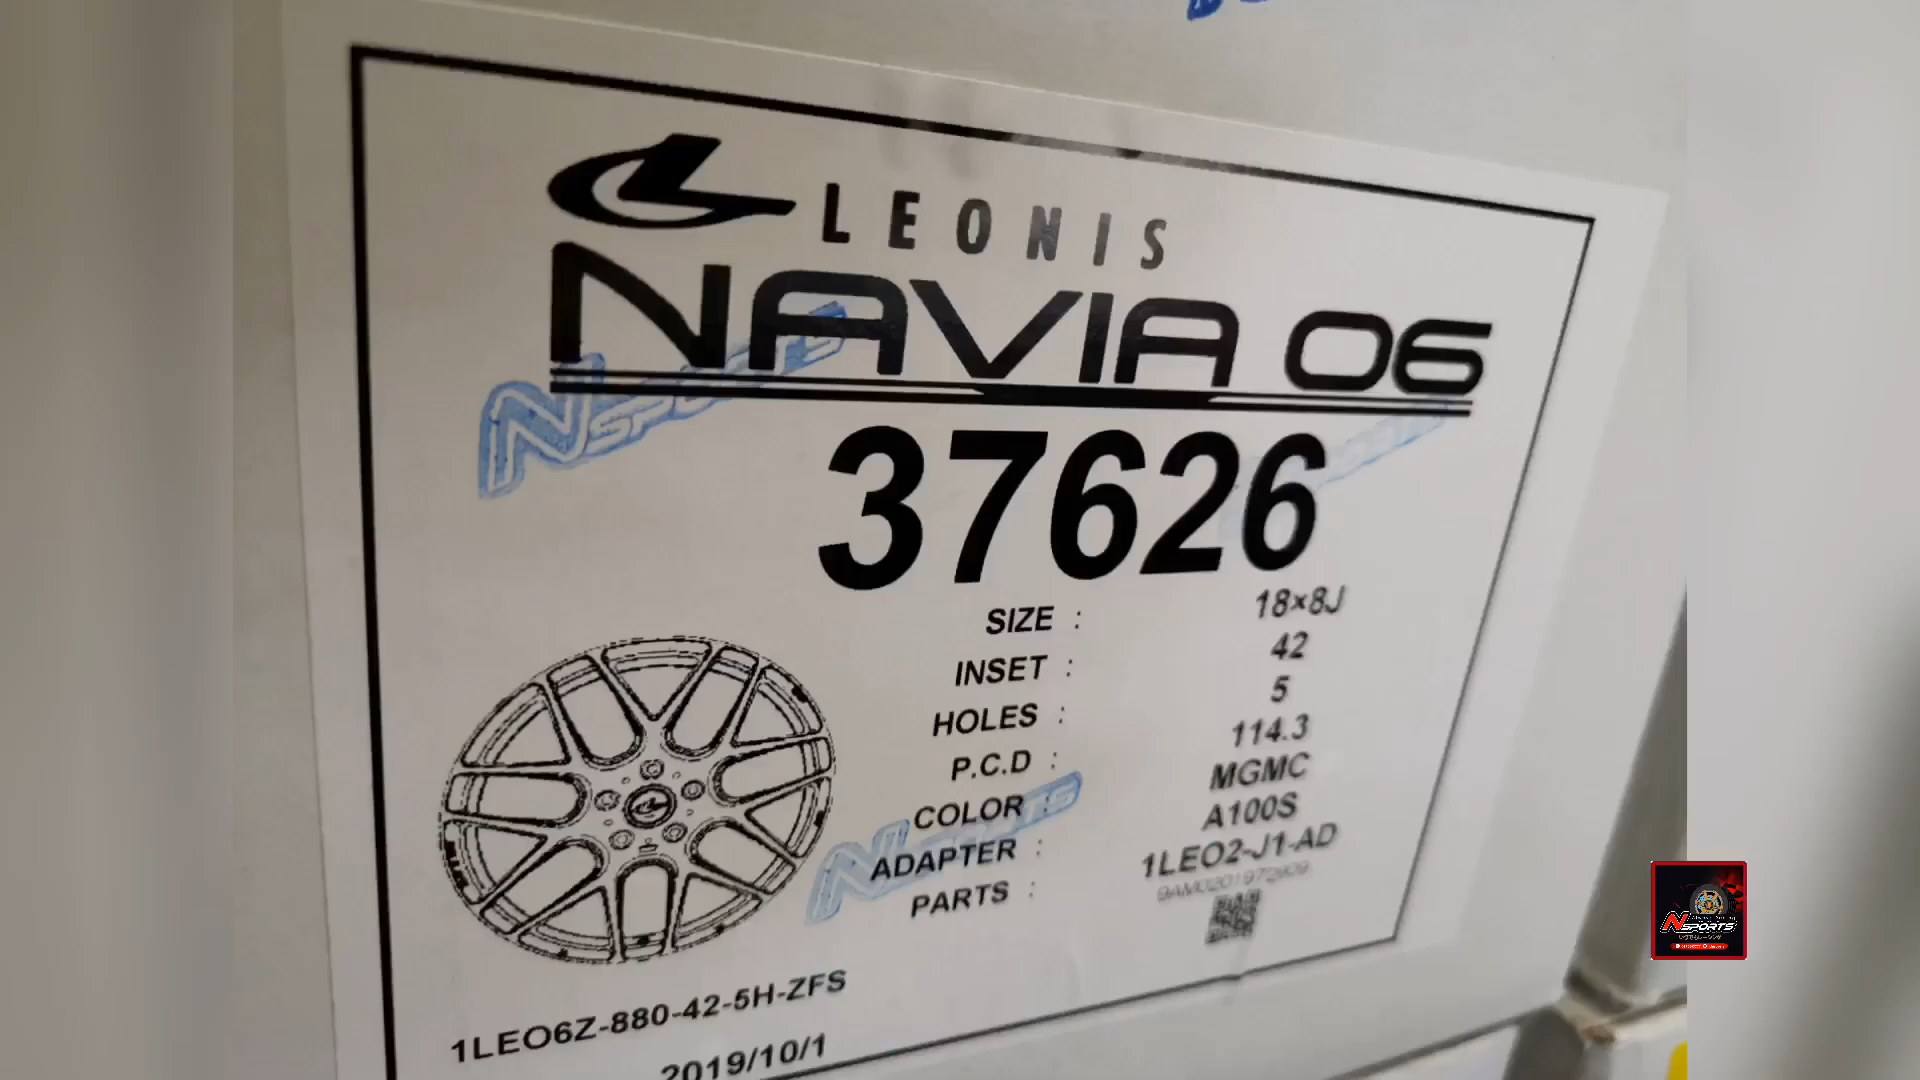 LEONIS
NAVIA 06
N SPORTS
37626
SIZE : 18×8J
INSET : 42
HOLES : 5
P.C.D : 114.3
COLOR : MGMC
ADAPTER : A100S
PARTS : 1LEO2-J1-AD
1LEO6Z-880-42-5H-ZFS
2019/10/1
NSPORTS